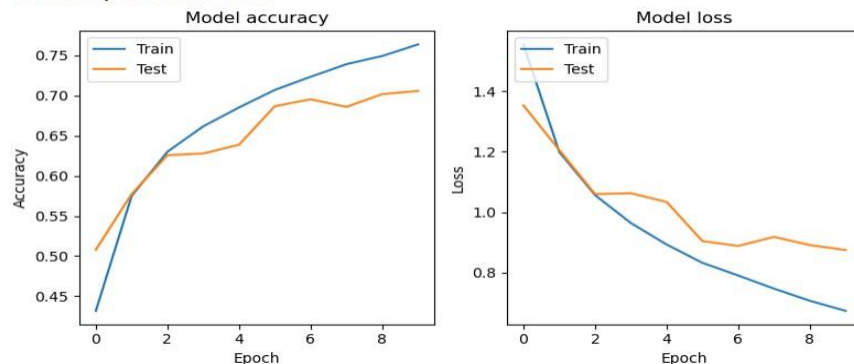 Model accuracy
Train
Test
0.75
0.70
0.65
0.60
0.55
0.50
0.45
Accuracy
0 2 4 6 8
Epoch
Model loss
Train
Test
1.4
1.2
1.0
0.8
Loss
0 2 4 6 8
Epoch